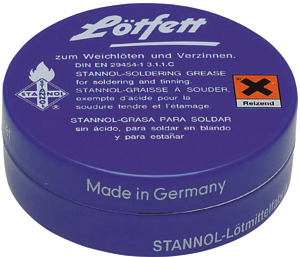 Lötfett
zum Weichlöten und Verzinnen.
DIN EN 29454-1 3.1.1.C
STANNOL-SOLDERING GREASE
for soldering and tinning.
STANNOL-GRAISSE A SOUDER,
exempte d'acide pour la
soudure tendre et l'étamage.
STANNOL-GRASA PARA SOLDAR
sin ácido, para soldar en blando
y para estañar
STANNOL
Reizend
Made in Germany
STANNOL-Lötmittelfab